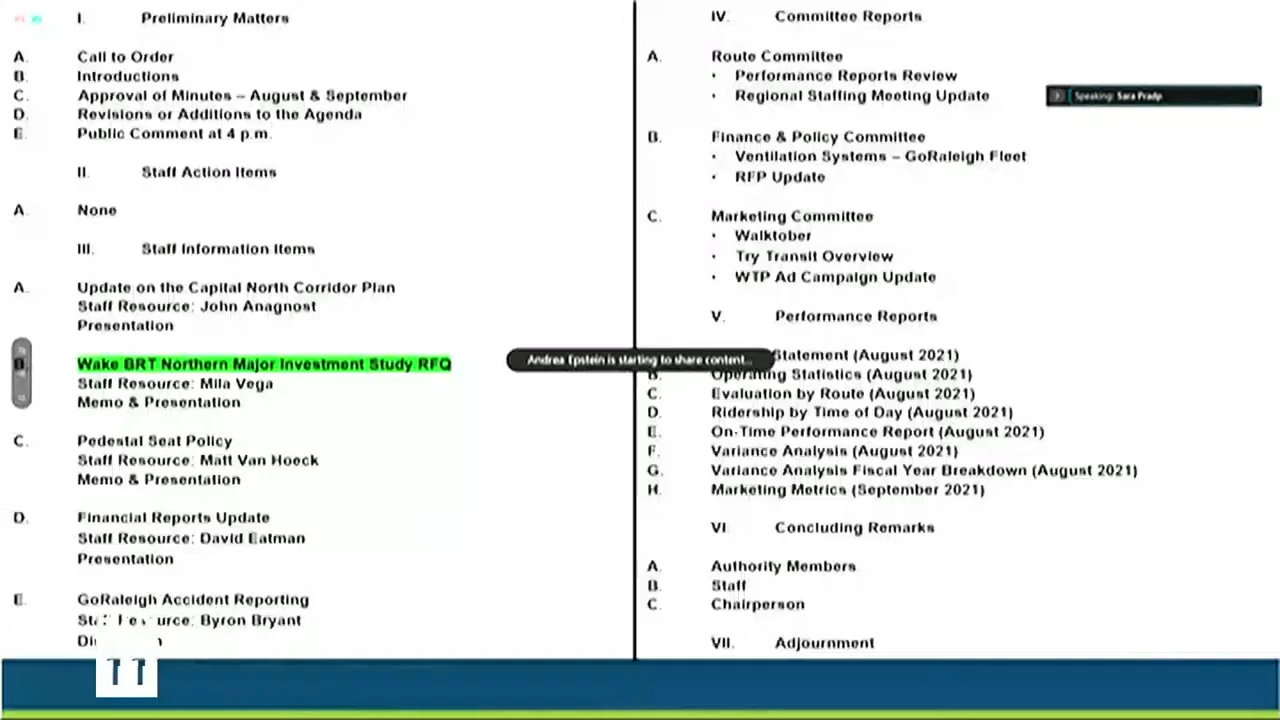 I. Preliminary Matters
A. Call to Order
B. Introductions
C. Approval of Minutes – August & September
D. Revisions or Additions to the Agenda
E. Public Comment at 4 p.m.
II. Staff Action Items
A. None
III. Staff Information Items
A. Update on the Capital North Corridor Plan
Staff Resource: John Anagnost
Presentation
B. Wake BRT Northern Major Investment Study RFQ
Staff Resource: Mila Vega
Memo & Presentation
C. Pedestal Seat Policy
Staff Resource: Matt Van Hoeck
Memo & Presentation
D. Financial Reports Update
Staff Resource: David Eatman
Presentation
E. GoRaleigh Accident Reporting
Byron Bryant
11
IV. Committee Reports
A. Route Committee
• Performance Reports Review
• Regional Staffing Meeting Update
Speaking: Sara Pradp
B. Finance & Policy Committee
• Ventilation Systems – GoRaleigh Fleet
• RFP Update
C. Marketing Committee
• Walktober
• Try Transit Overview
• WTP Ad Campaign Update
V. Performance Reports
Andrea Epstein is starting to share content...
Statement (August 2021)
B. Operating Statistics (August 2021)
C. Evaluation by Route (August 2021)
D. Ridership by Time of Day (August 2021)
E. On-Time Performance Report (August 2021)
F. Variance Analysis (August 2021)
G. Variance Analysis Fiscal Year Breakdown (August 2021)
H. Marketing Metrics (September 2021)
VI. Concluding Remarks
A. Authority Members
B. Staff
C. Chairperson
VII. Adjournment